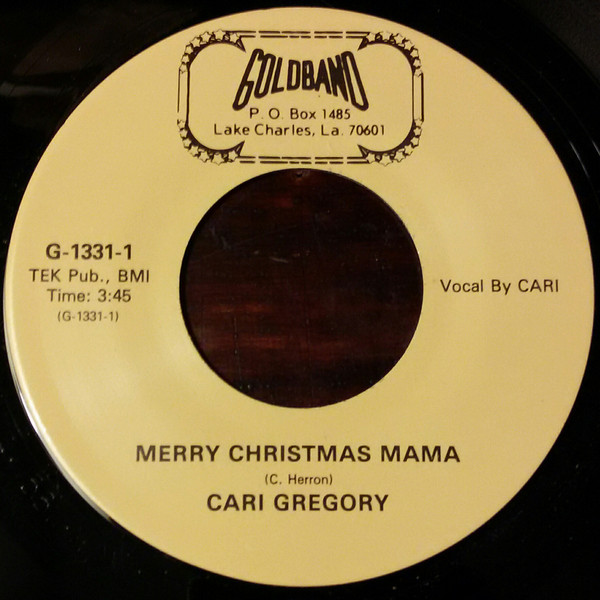 GOLDBAND
P.O. Box 1485
Lake Charles, La. 70601
G-1331-1
TEK Pub., BMI
Time: 3:45
(G-1331-1)
Vocal By CARI
MERRY CHRISTMAS MAMA
(C. Herron)
CARI GREGORY